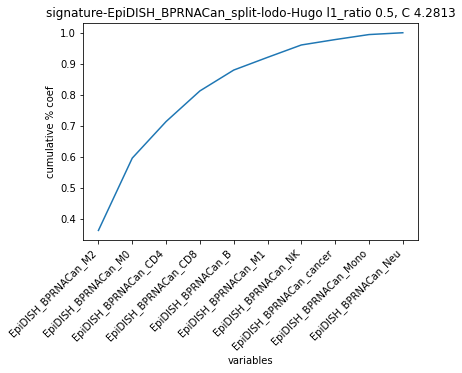 signature-EpiDISH_BPRNACan_split-lodo-Hugo l1_ratio 0.5, C 4.2813
1.0
0.9
0.8
0.7
0.6
0.5
0.4
cumulative % coef
EpiDISH_BPRNACan_M2
EpiDISH_BPRNACan_M0
EpiDISH_BPRNACan_CD4
EpiDISH_BPRNACan_CD8
EpiDISH_BPRNACan_B
EpiDISH_BPRNACan_M1
EpiDISH_BPRNACan_NK
EpiDISH_BPRNACan_cancer
EpiDISH_BPRNACan_Mono
EpiDISH_BPRNACan_Neu
variables